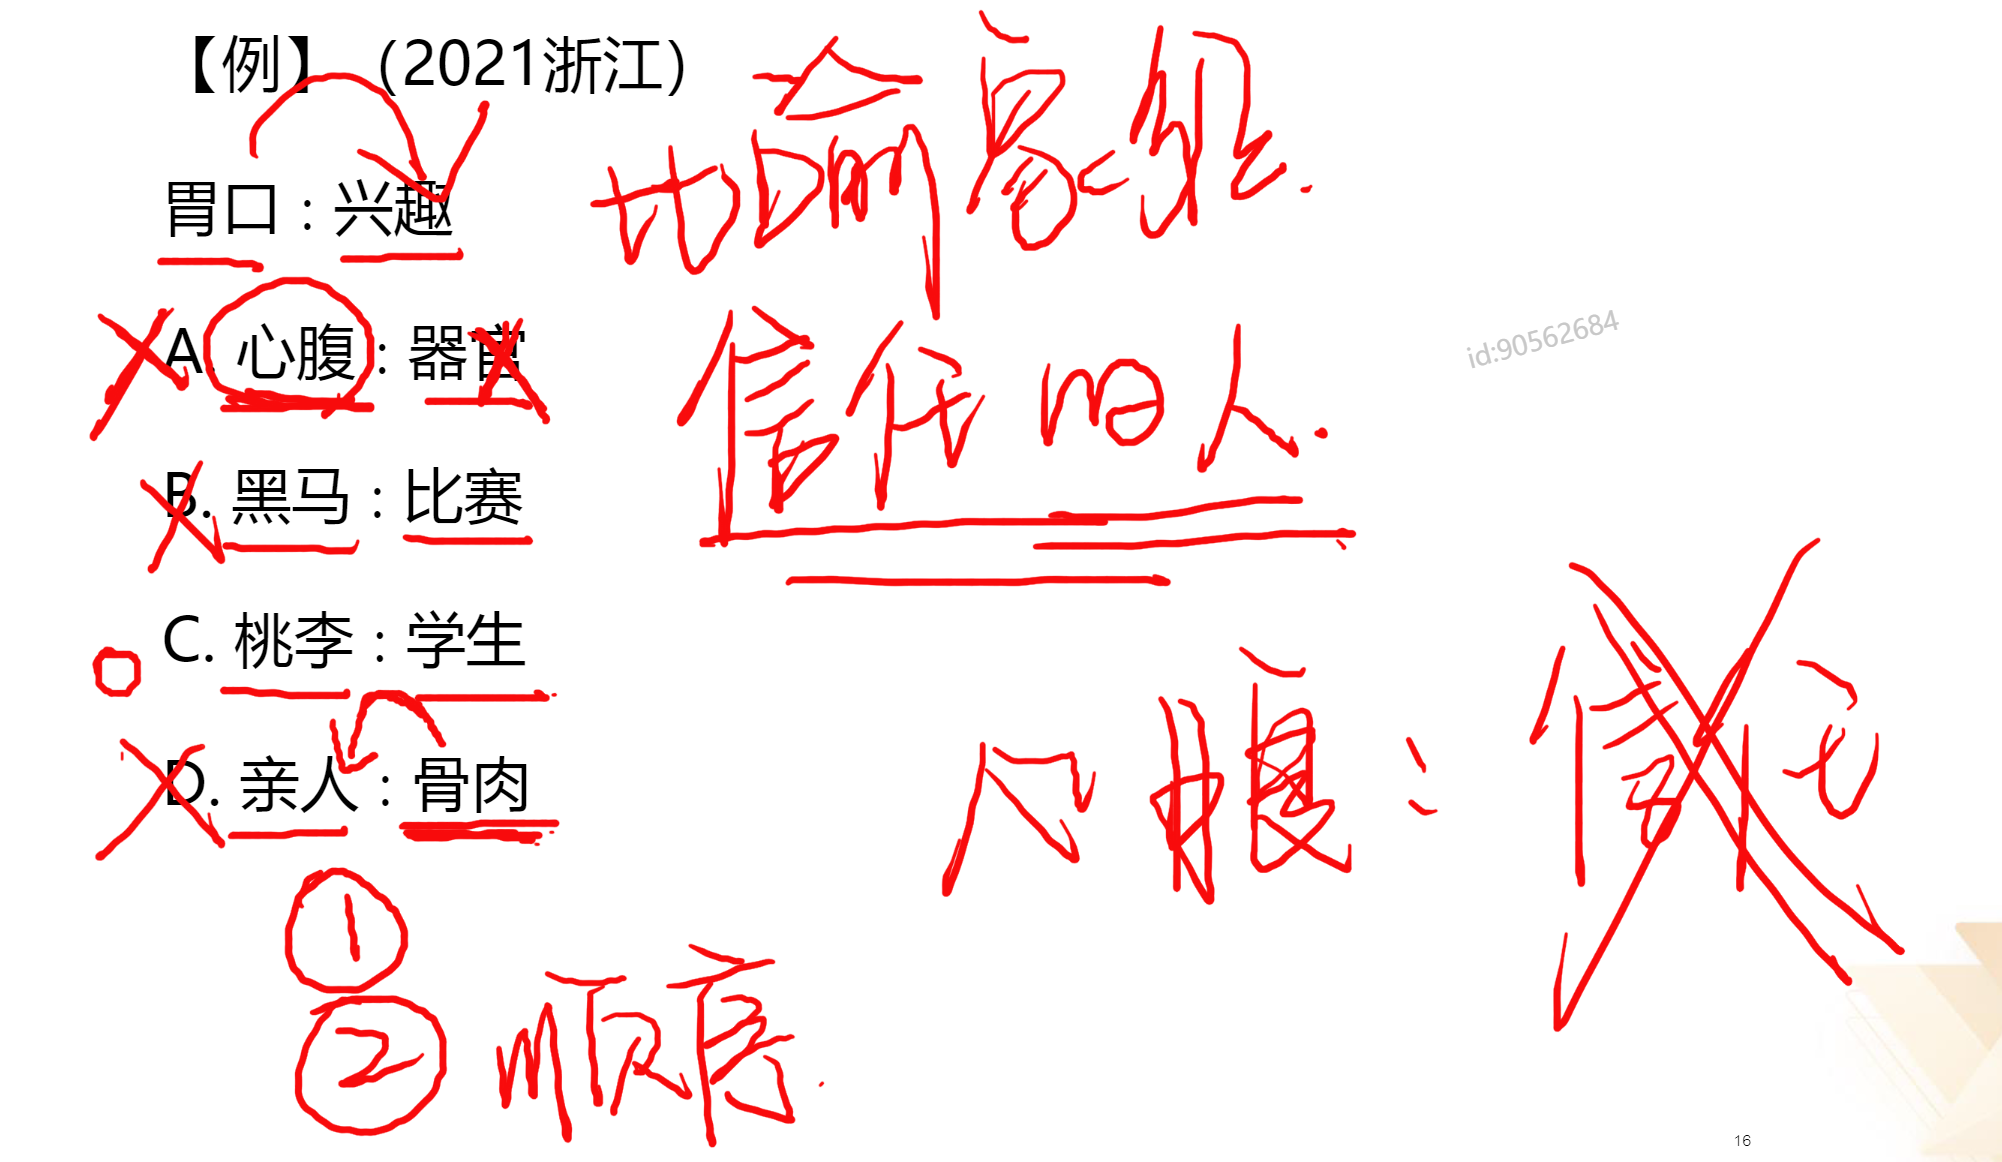 【例】（2021浙江）
比喻象征.
胃口：兴趣
A. 心腹：器官
信任的人.
id:90562684
B. 黑马：比赛
C. 桃李：学生
心腹：信任
D. 亲人：骨肉
①
② 顺序.
16